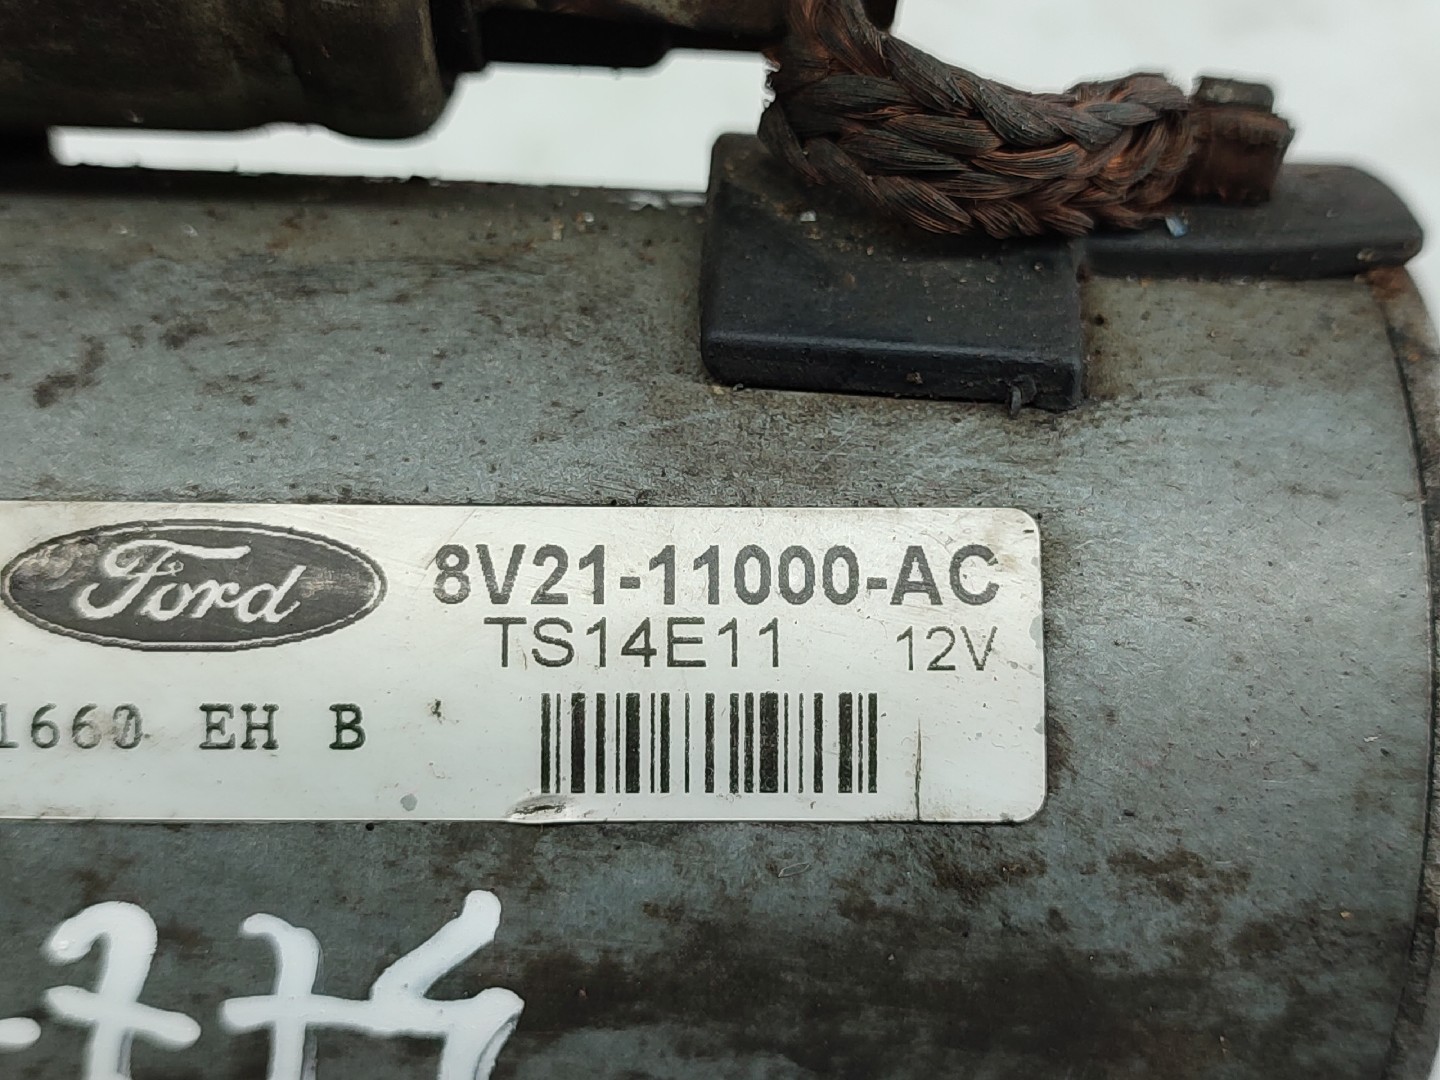 Ford 8V21-11000-AC
TS14E11 12V
1660 EH B